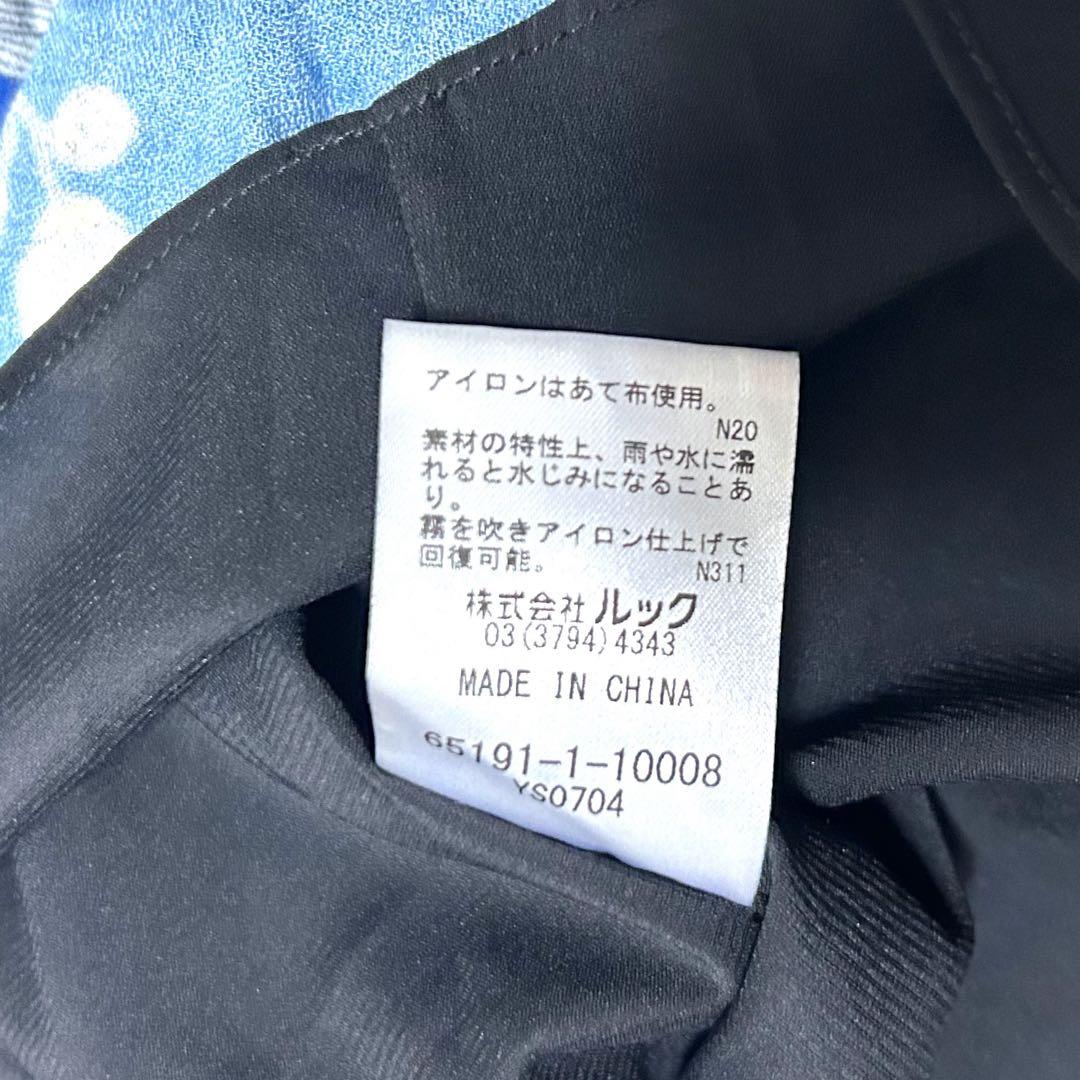 アイロンはあて布使用。
N20
素材の特性上、雨や水に濡
れると水じみになることあ
り。
霧を吹きアイロン仕上げで
回復可能。
N311
株式会社 ルック
03(3794)4343
MADE IN CHINA
65191-1-10008
YS0704